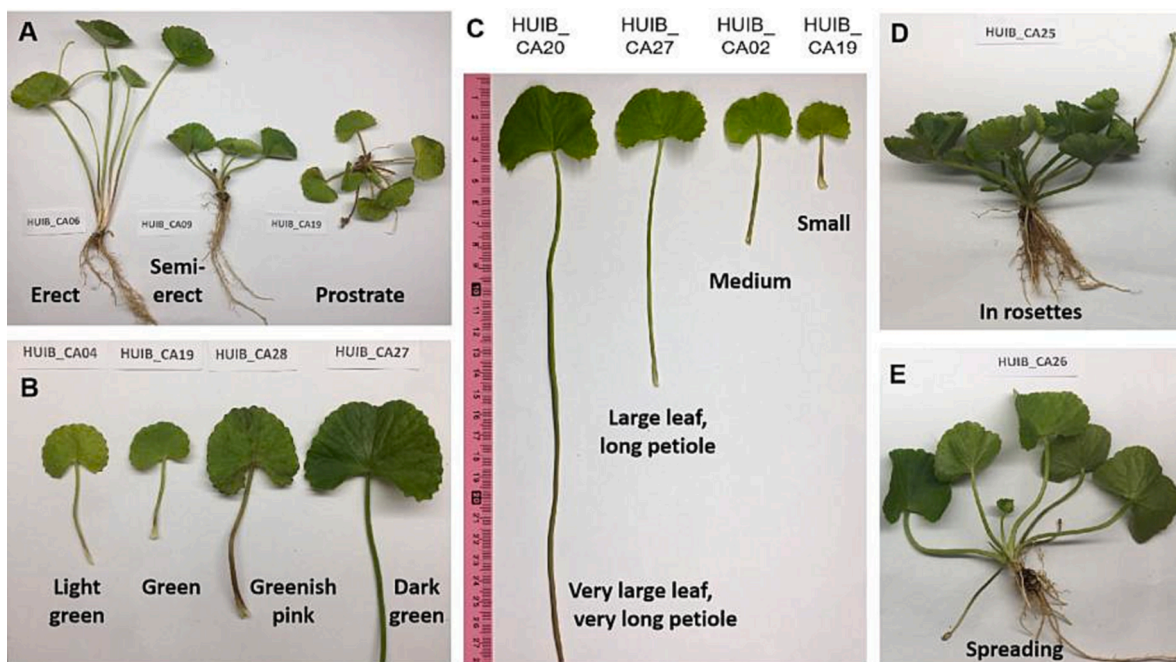 A
HUIB_CA06
HUIB_CA09
HUIB_CA19
Erect
Semi-
erect
Prostrate
HUIB_CA04
HUIB_CA19
HUIB_CA28
HUIB_CA27
B
Light
green
Green
Greenish
pink
Dark
green
C
HUIB_
CA20
HUIB_
CA27
HUIB_
CA02
HUIB_
CA19
10
20
Small
Medium
Large leaf,
long petiole
Very large leaf,
very long petiole
D
HUIB_CA25
In rosettes
E
HUIB_CA26
Spreading